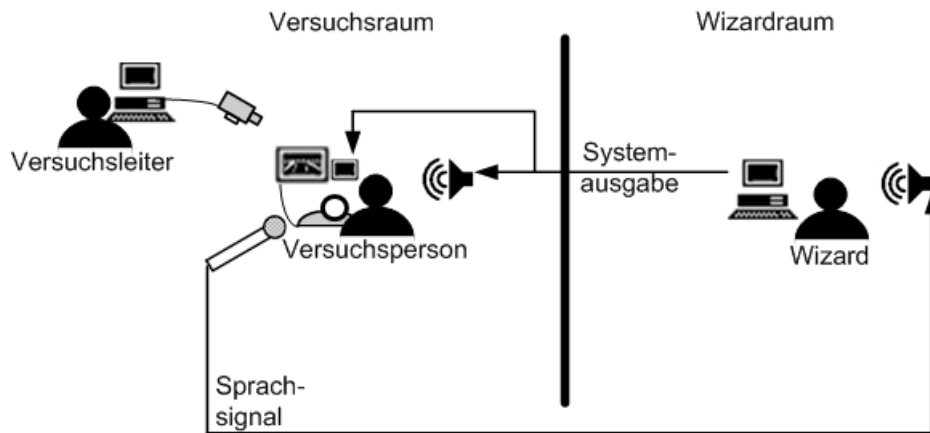 Versuchsraum
Wizardraum
Versuchsleiter
System-
ausgabe
Versuchsperson
Wizard
Sprach-
signal